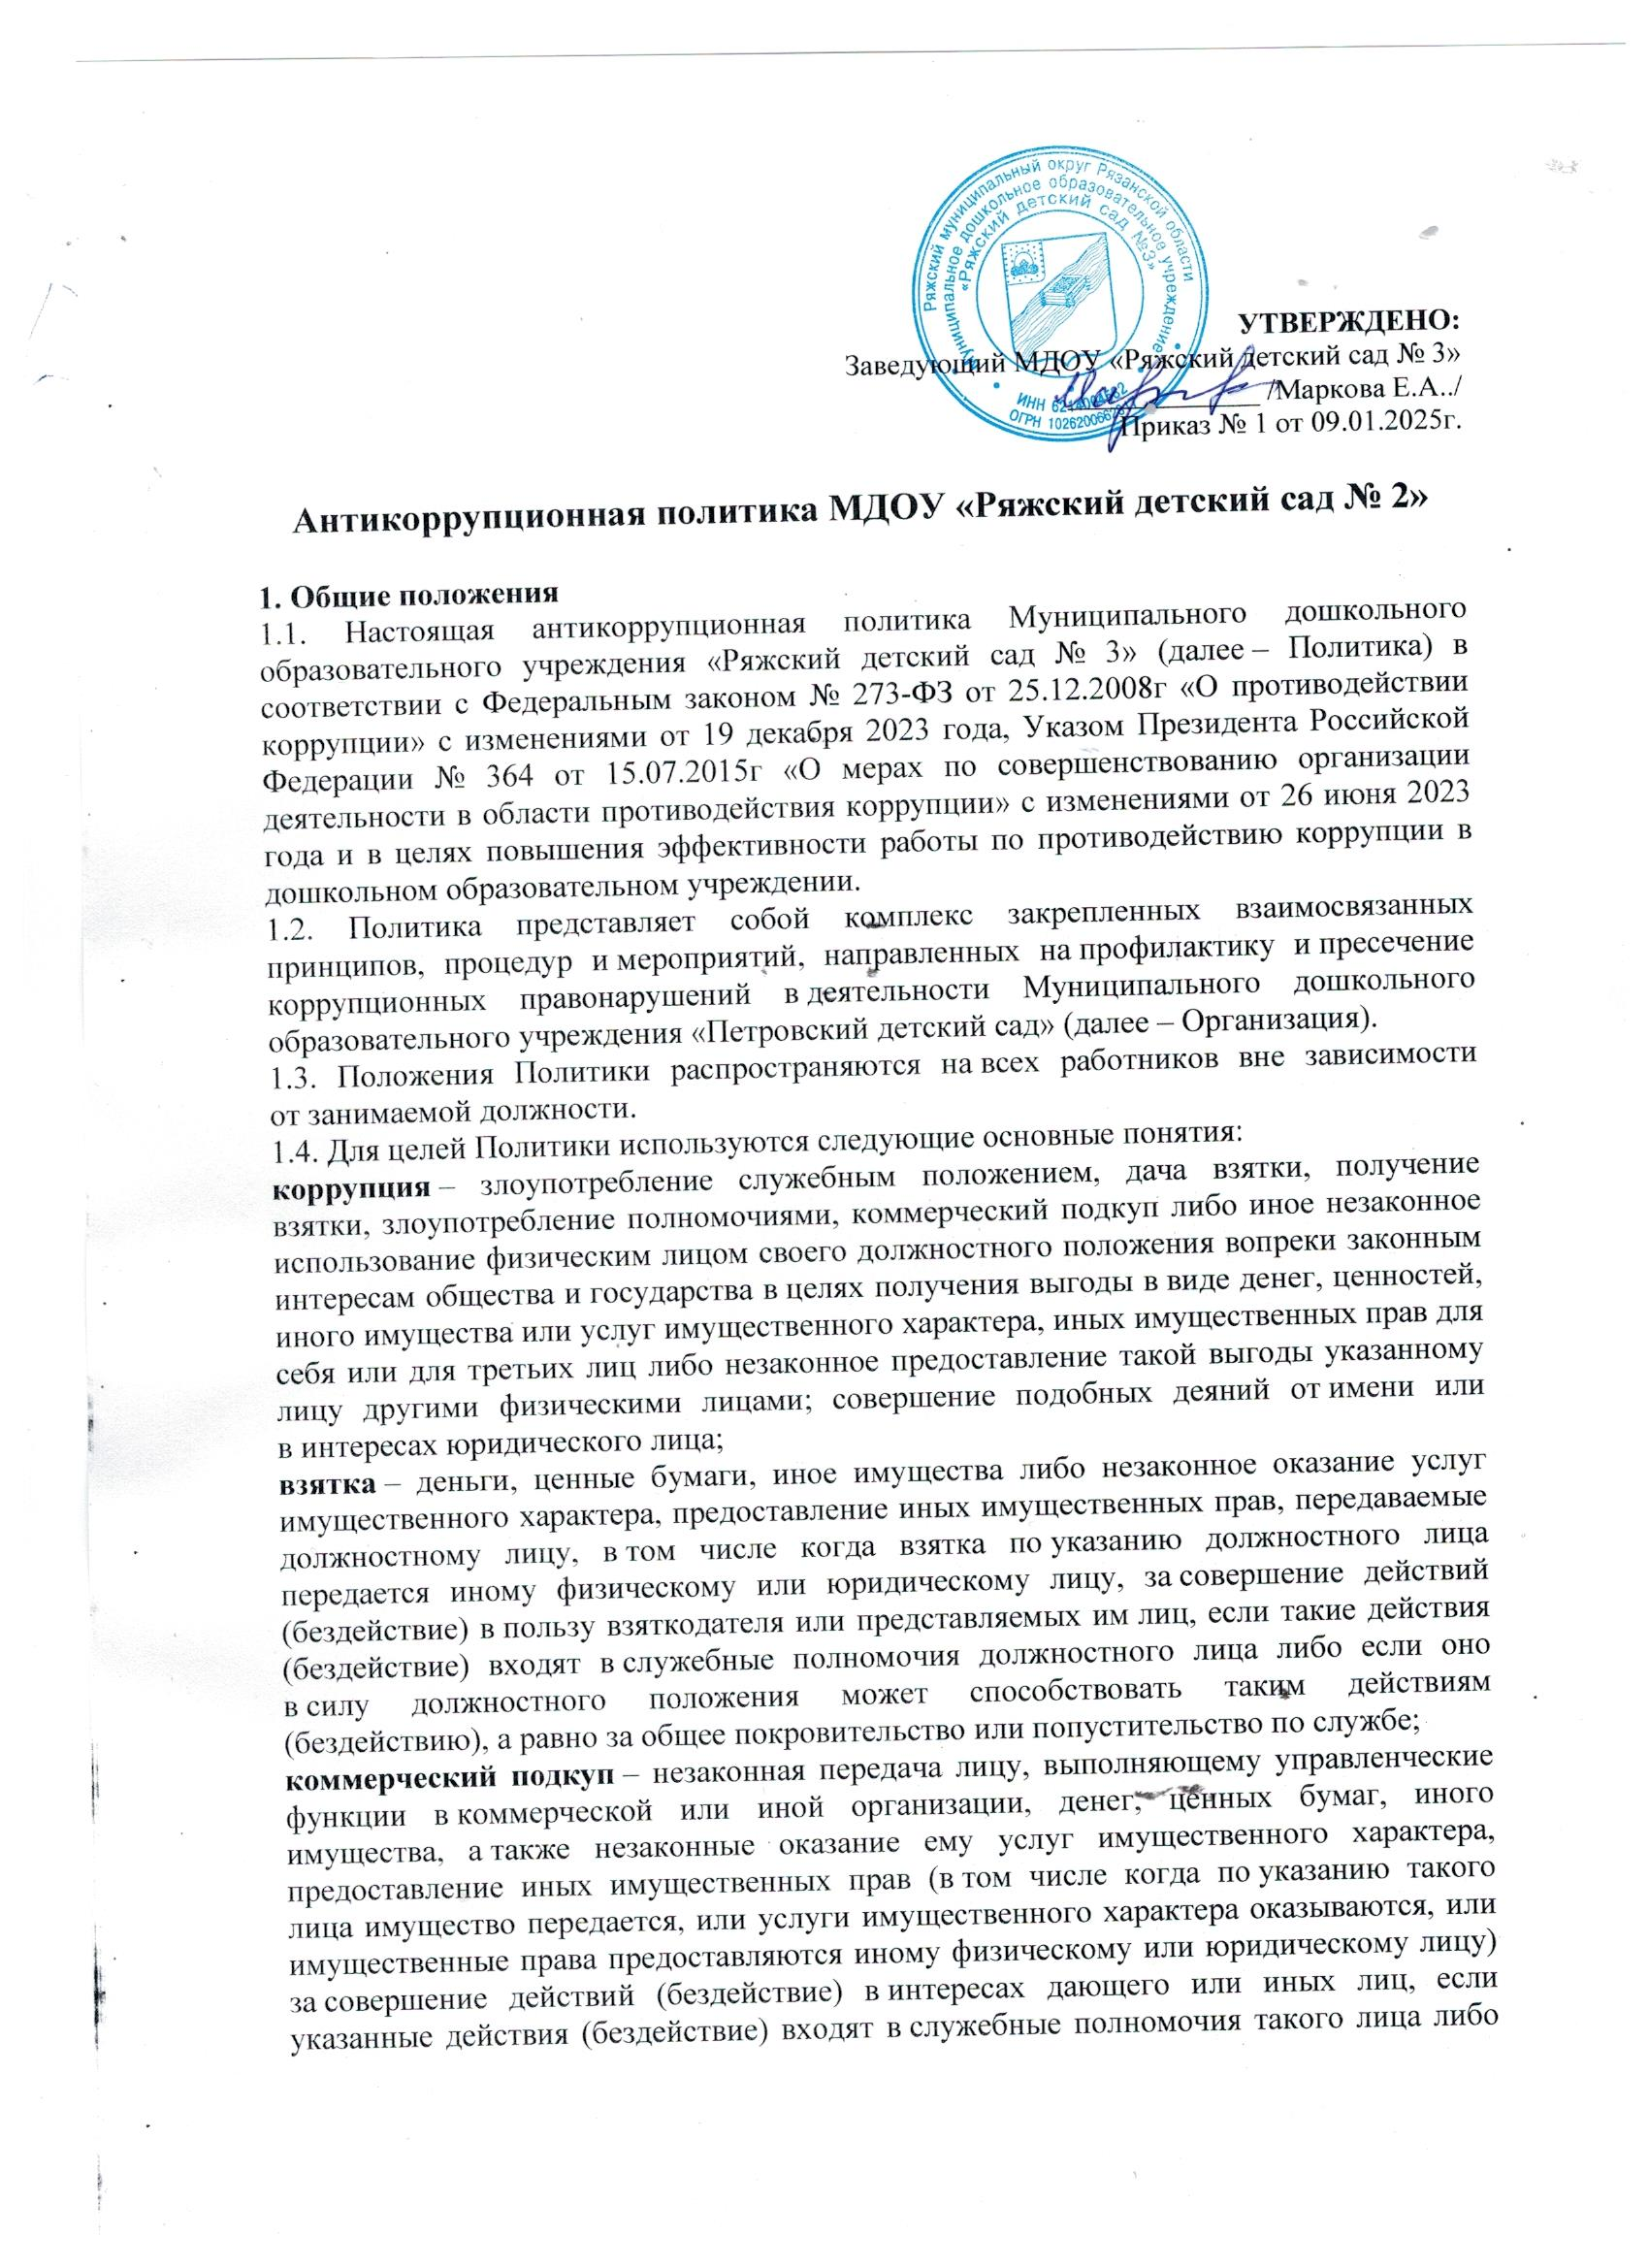 Ряжский муниципальный округ Рязанской области
Муниципальное дошкольное образовательное учреждение
«Ряжский детский сад №3»
ИНН
ОГРН
УТВЕРЖДЕНО:
Заведующий МДОУ «Ряжский детский сад № 3»
/Маркова Е.А../
Приказ № 1 от 09.01.2025г.
Антикоррупционная политика МДОУ «Ряжский детский сад № 2»
1. Общие положения
1.1. Настоящая антикоррупционная политика Муниципального дошкольного
образовательного учреждения «Ряжский детский сад № 3» (далее – Политика) в
соответствии с Федеральным законом № 273-ФЗ от 25.12.2008г «О противодействии
коррупции» с изменениями от 19 декабря 2023 года, Указом Президента Российской
Федерации № 364 от 15.07.2015г «О мерах по совершенствованию организации
деятельности в области противодействия коррупции» с изменениями от 26 июня 2023
года и в целях повышения эффективности работы по противодействию коррупции в
дошкольном образовательном учреждении.
1.2. Политика представляет собой комплекс закрепленных взаимосвязанных
принципов, процедур и мероприятий, направленных на профилактику и пресечение
коррупционных правонарушений в деятельности Муниципального дошкольного
образовательного учреждения «Петровский детский сад» (далее – Организация).
1.3. Положения Политики распространяются на всех работников вне зависимости
от занимаемой должности.
1.4. Для целей Политики используются следующие основные понятия:
коррупция – злоупотребление служебным положением, дача взятки, получение
взятки, злоупотребление полномочиями, коммерческий подкуп либо иное незаконное
использование физическим лицом своего должностного положения вопреки законным
интересам общества и государства в целях получения выгоды в виде денег, ценностей,
иного имущества или услуг имущественного характера, иных имущественных прав для
себя или для третьих лиц либо незаконное предоставление такой выгоды указанному
лицу другими физическими лицами; совершение подобных деяний от имени или
в интересах юридического лица;
взятка – деньги, ценные бумаги, иное имущества либо незаконное оказание услуг
имущественного характера, предоставление иных имущественных прав, передаваемые
должностному лицу, в том числе когда взятка по указанию должностного лица
передается иному физическому или юридическому лицу, за совершение действий
(бездействие) в пользу взяткодателя или представляемых им лиц, если такие действия
(бездействие) входят в служебные полномочия должностного лица либо если оно
в силу должностного положения может способствовать таким действиям
(бездействию), а равно за общее покровительство или попустительство по службе;
коммерческий подкуп – незаконная передача лицу, выполняющему управленческие
функции в коммерческой или иной организации, денег, ценных бумаг, иного
имущества, а также незаконные оказание ему услуг имущественного характера,
предоставление иных имущественных прав (в том числе когда по указанию такого
лица имущество передается, или услуги имущественного характера оказываются, или
имущественные права предоставляются иному физическому или юридическому лицу)
за совершение действий (бездействие) в интересах дающего или иных лиц, если
указанные действия (бездействие) входят в служебные полномочия такого лица либо